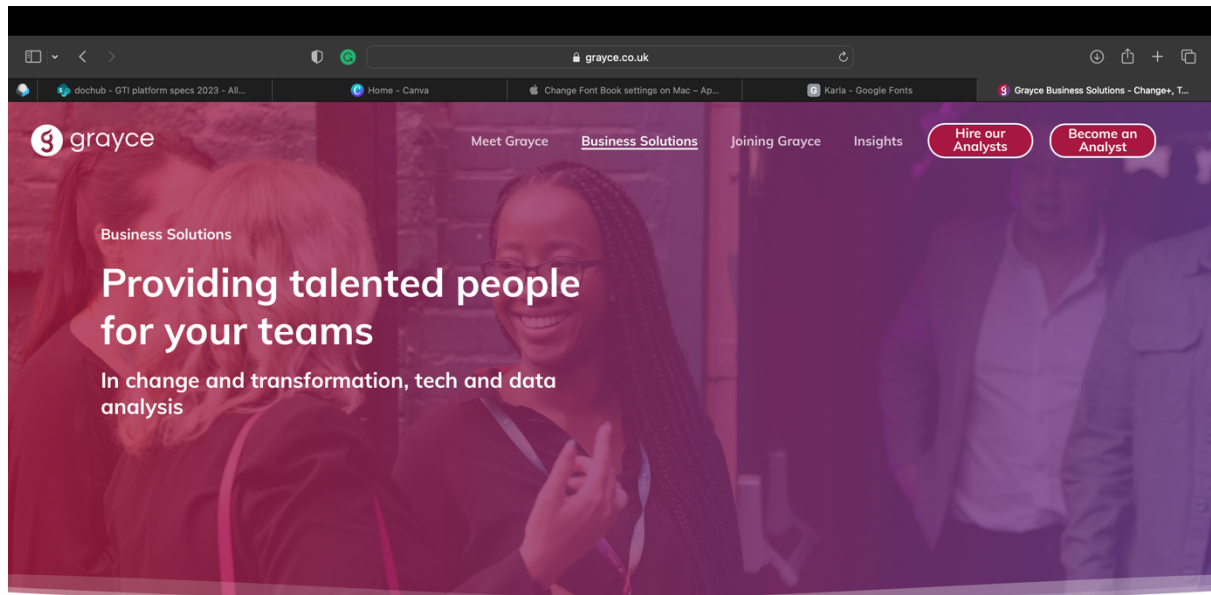 grayce.co.uk
dochub - GTI platform specs 2023 - All...
Home - Canva
Change Font Book settings on Mac – Ap...
G Karla - Google Fonts
Grayce Business Solutions - Change+, T...
grayce
Meet Grayce
Business Solutions
Joining Grayce
Insights
Hire our
Analysts
Become an
Analyst
Business Solutions
Providing talented people
for your teams
In change and transformation, tech and data
analysis